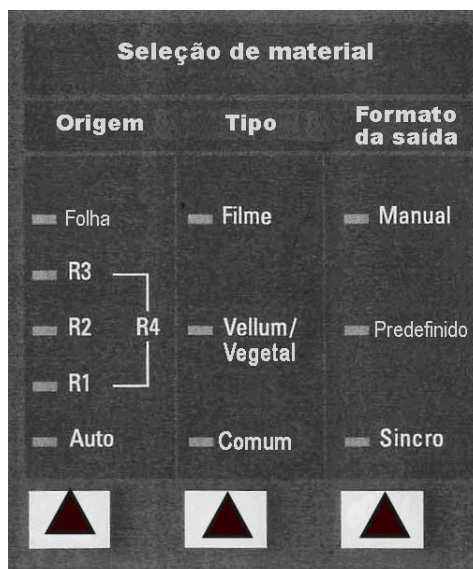 Seleção de material
Origem
Tipo
Formato
da saída
Folha
R3
R2
R4
R1
Auto
Filme
Vellum/
Vegetal
Comum
Manual
Predefinido
Sincro